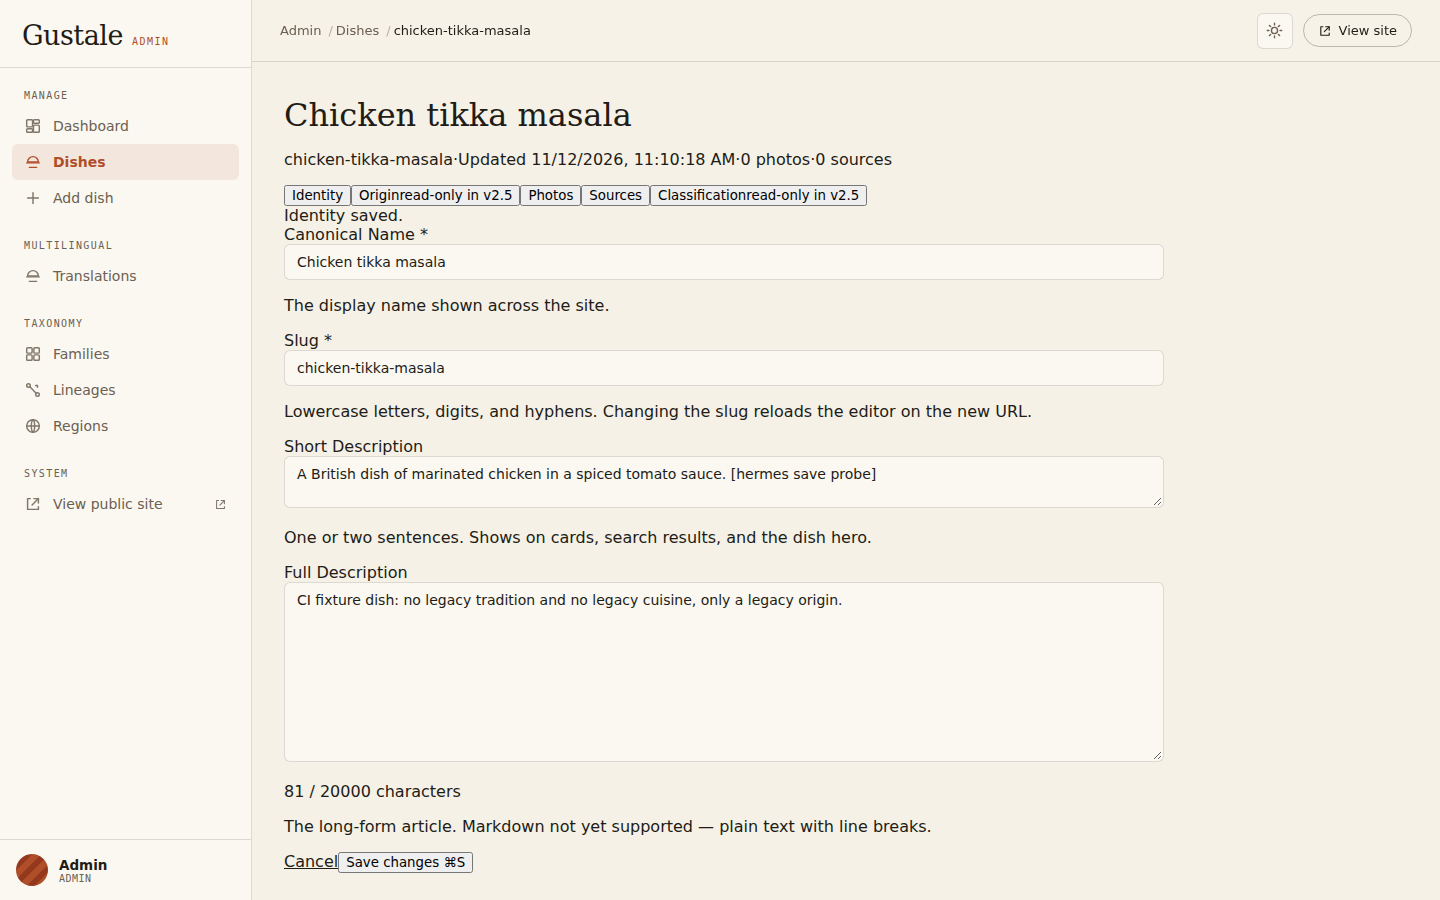 Gustale ADMIN
MANAGE
Dashboard
Dishes
Add dish
MULTILINGUAL
Translations
TAXONOMY
Families
Lineages
Regions
SYSTEM
View public site
Admin
ADMIN
Admin / Dishes / chicken-tikka-masala
View site
Chicken tikka masala
chicken-tikka-masala·Updated 11/12/2026, 11:10:18 AM·0 photos·0 sources
Identity Originread-only in v2.5 Photos Sources Classificationread-only in v2.5
Identity saved.
Canonical Name *
Chicken tikka masala
The display name shown across the site.
Slug *
chicken-tikka-masala
Lowercase letters, digits, and hyphens. Changing the slug reloads the editor on the new URL.
Short Description
A British dish of marinated chicken in a spiced tomato sauce. [hermes save probe]
One or two sentences. Shows on cards, search results, and the dish hero.
Full Description
CI fixture dish: no legacy tradition and no legacy cuisine, only a legacy origin.
81 / 20000 characters
The long-form article. Markdown not yet supported — plain text with line breaks.
Cancel Save changes ⌘S